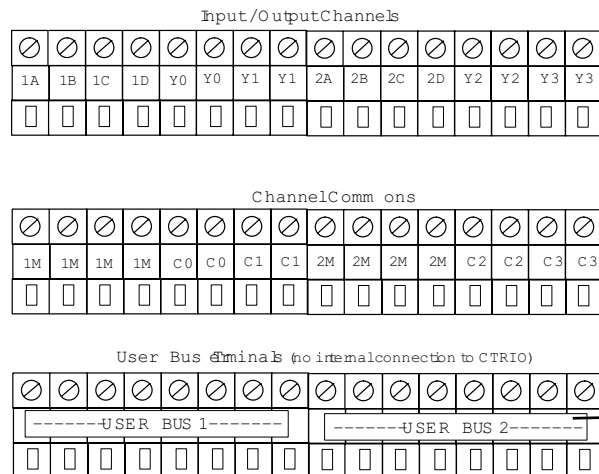 Input/OutputChannels
1A 1B 1C 1D Y0 Y0 Y1 Y1 2A 2B 2C 2D Y2 Y2 Y3 Y3
ChannelComm ons
1M 1M 1M 1M C0 C0 C1 C1 2M 2M 2M 2M C2 C2 C3 C3
User Bus Terminals (no internalconnection to CTRIO)
-------USER BUS 1------- -------USER BUS 2-------